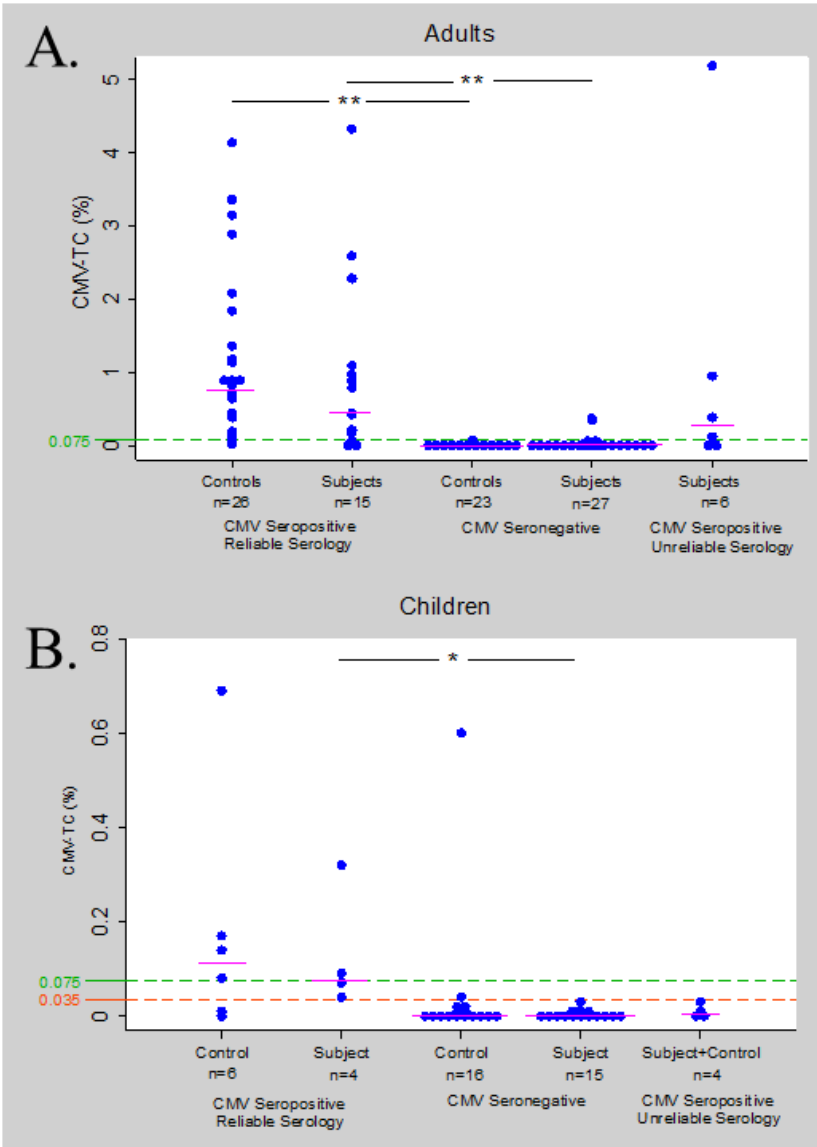 A.
Adults
**
**
CMV-TC (%)
5
4
3
2
1
0
0.075
Controls Subjects Controls Subjects Subjects
n=26 n=15 n=23 n=27 n=6
CMV Seropositive CMV Seronegative CMV Seropositive
Reliable Serology Unreliable Serology
B.
Children
*
CMV-TC (%)
0.8
0.6
0.4
0.2
0
0.075
0.035
Control Subject Control Subject Subject+Control
n=6 n=4 n=16 n=15 n=4
CMV Seropositive CMV Seronegative CMV Seropositive
Reliable Serology Unreliable Serology